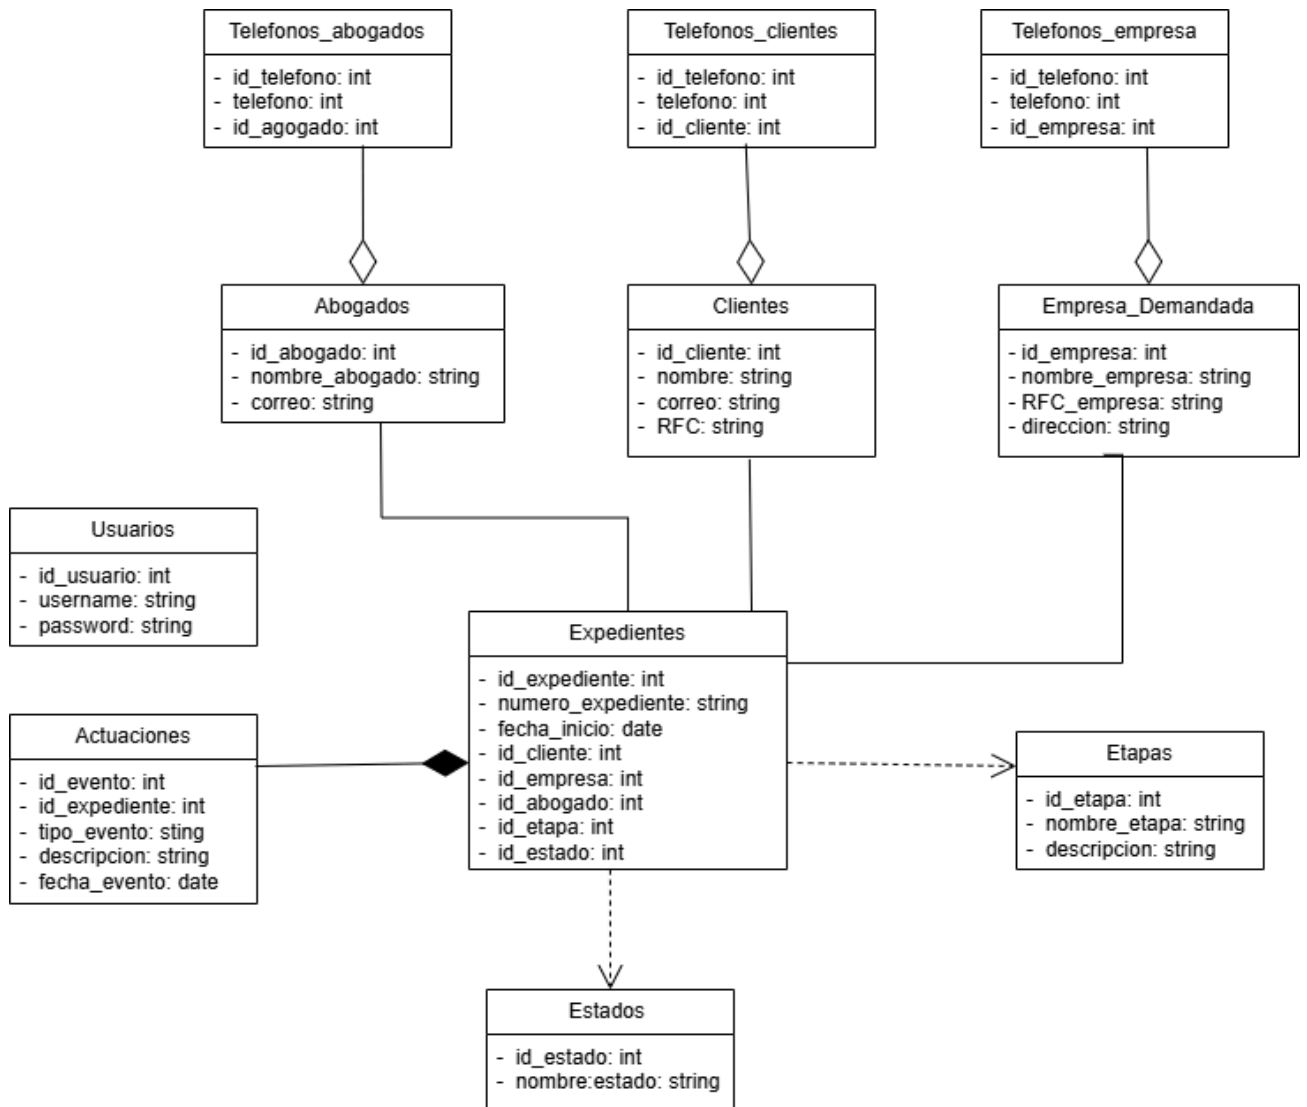 Telefonos_abogados
- id_telefono: int
- telefono: int
- id_agogado: int
Telefonos_clientes
- id_telefono: int
- telefono: int
- id_cliente: int
Telefonos_empresa
- id_telefono: int
- telefono: int
- id_empresa: int
Abogados
- id_abogado: int
- nombre_abogado: string
- correo: string
Clientes
- id_cliente: int
- nombre: string
- correo: string
- RFC: string
Empresa_Demandada
- id_empresa: int
- nombre_empresa: string
- RFC_empresa: string
- direccion: string
Usuarios
- id_usuario: int
- username: string
- password: string
Expedientes
- id_expediente: int
- numero_expediente: string
- fecha_inicio: date
- id_cliente: int
- id_empresa: int
- id_abogado: int
- id_etapa: int
- id_estado: int
Actuaciones
- id_evento: int
- id_expediente: int
- tipo_evento: sting
- descripcion: string
- fecha_evento: date
Etapas
- id_etapa: int
- nombre_etapa: string
- descripcion: string
Estados
- id_estado: int
- nombre:estado: string